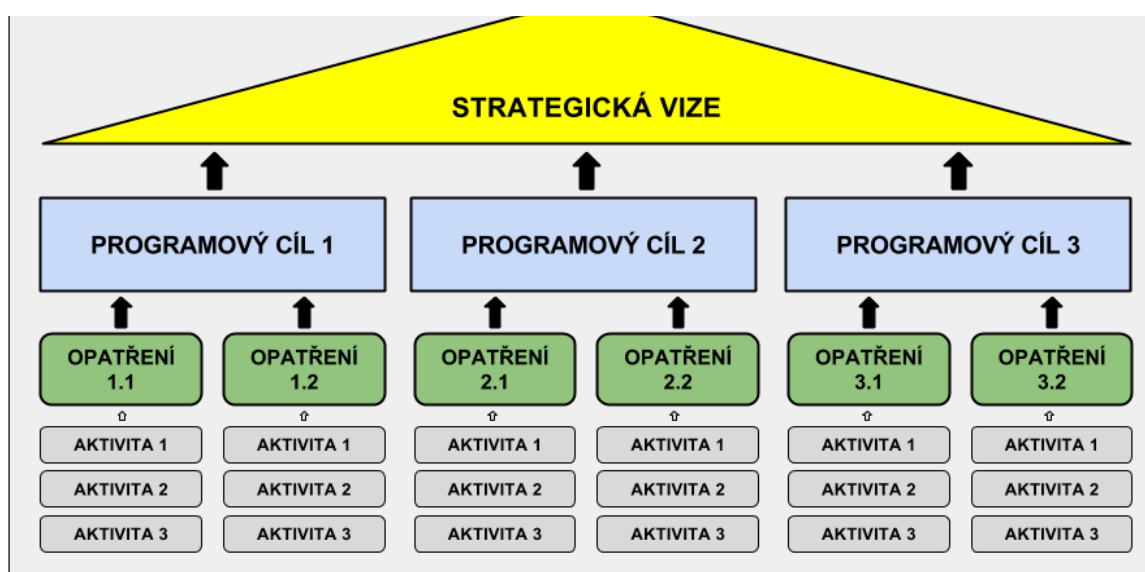 STRATEGICKÁ VIZE
PROGRAMOVÝ CÍL 1
PROGRAMOVÝ CÍL 2
PROGRAMOVÝ CÍL 3
OPATŘENÍ
1.1
OPATŘENÍ
1.2
OPATŘENÍ
2.1
OPATŘENÍ
2.2
OPATŘENÍ
3.1
OPATŘENÍ
3.2
AKTIVITA 1
AKTIVITA 1
AKTIVITA 1
AKTIVITA 1
AKTIVITA 1
AKTIVITA 1
AKTIVITA 2
AKTIVITA 2
AKTIVITA 2
AKTIVITA 2
AKTIVITA 2
AKTIVITA 2
AKTIVITA 3
AKTIVITA 3
AKTIVITA 3
AKTIVITA 3
AKTIVITA 3
AKTIVITA 3